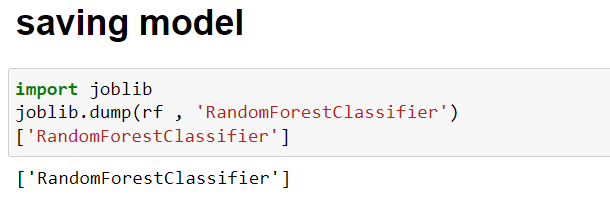 saving model
import joblib
joblib.dump(rf , 'RandomForestClassifier')
['RandomForestClassifier']
['RandomForestClassifier']